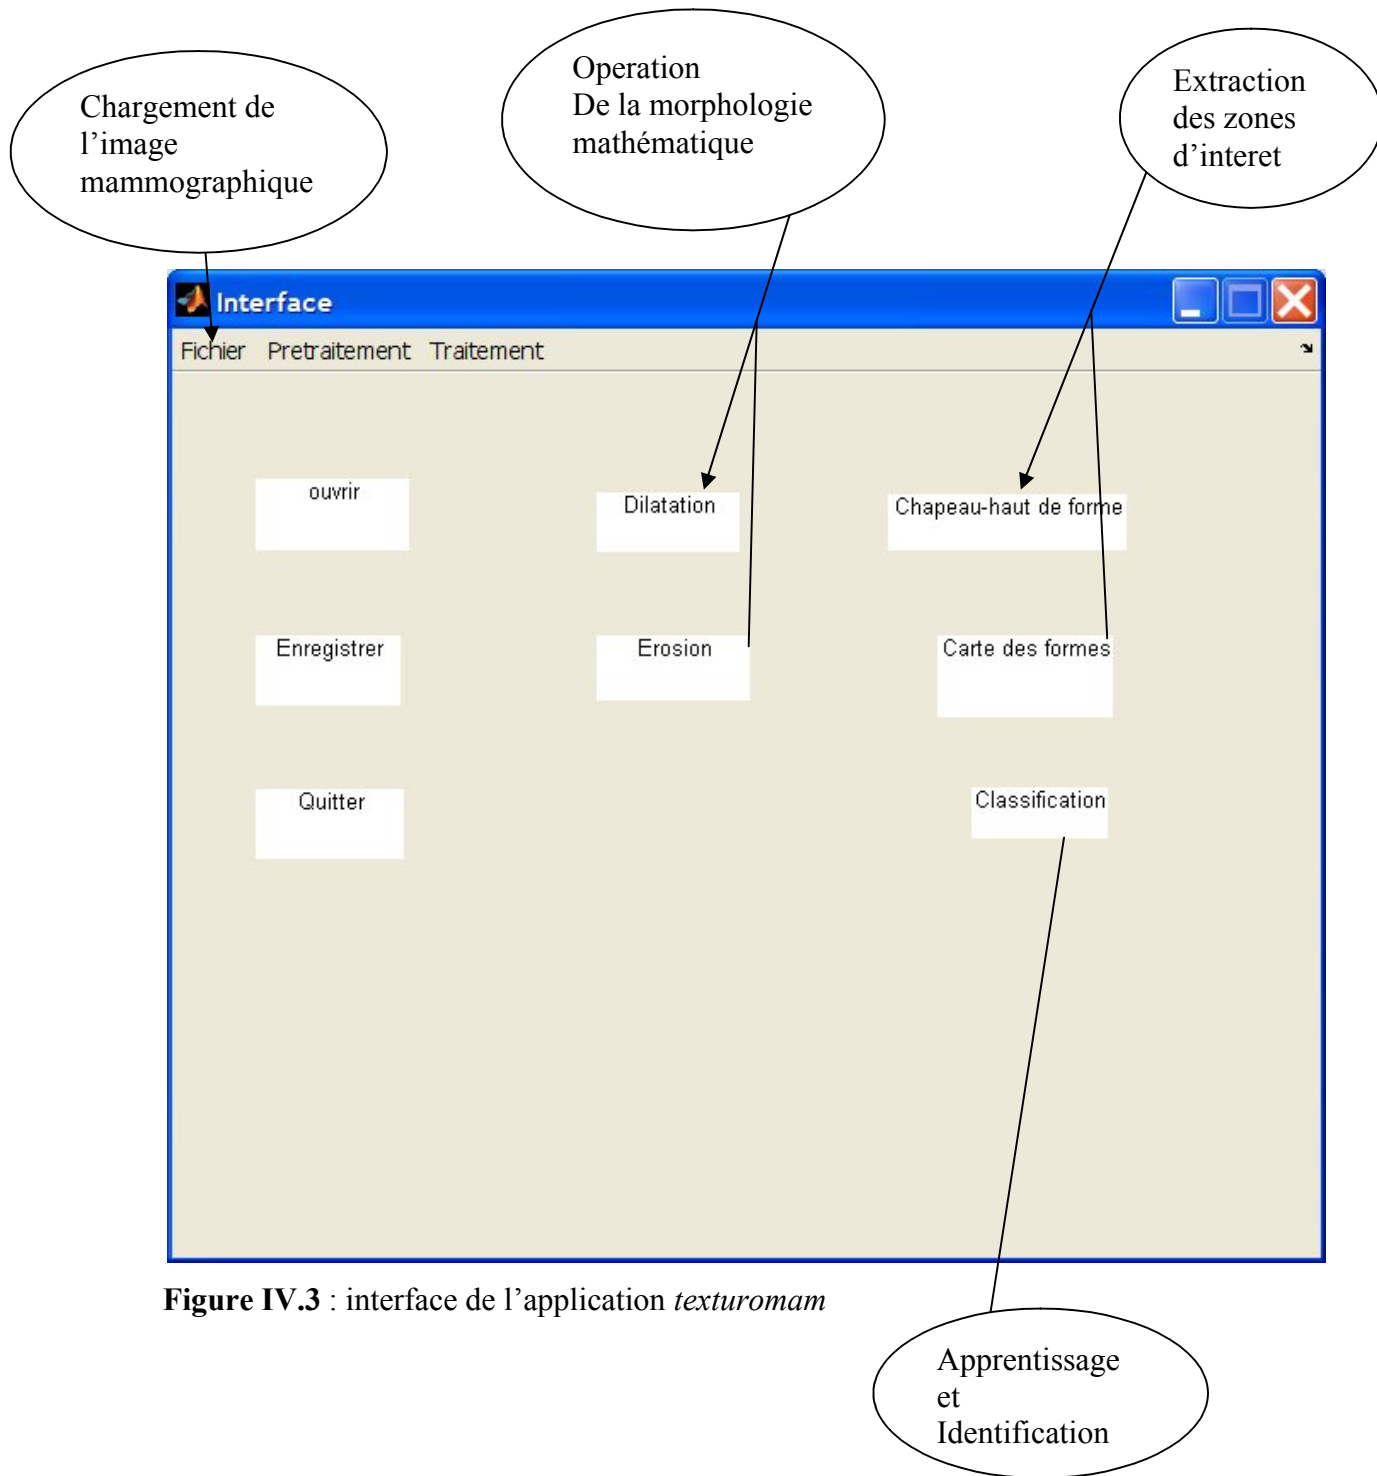 Chargement de
l’image
mammographique
Operation
De la morphologie
mathématique
Extraction
des zones
d’interet
Interface
Fichier Pretraitement Traitement
ouvrir
Dilatation
Chapeau-haut de forme
Enregistrer
Erosion
Carte des formes
Quitter
Classification
Figure IV.3 : interface de l’application texturomam
Apprentissage
et
Identification